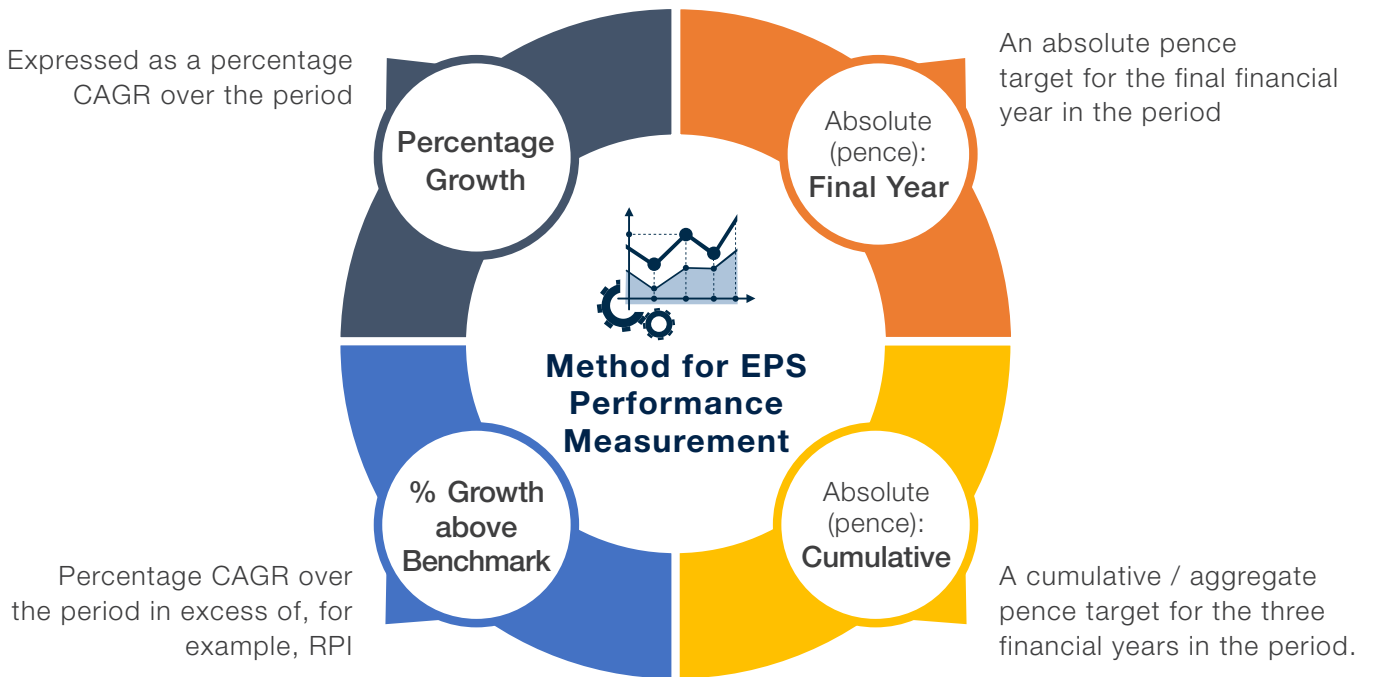 Expressed as a percentage
CAGR over the period
Percentage
Growth
An absolute pence
target for the final financial
year in the period
Absolute
(pence):
Final Year
Method for EPS
Performance
Measurement
% Growth
above
Benchmark
Percentage CAGR over
the period in excess of, for
example, RPI
Absolute
(pence):
Cumulative
A cumulative / aggregate
pence target for the three
financial years in the period.